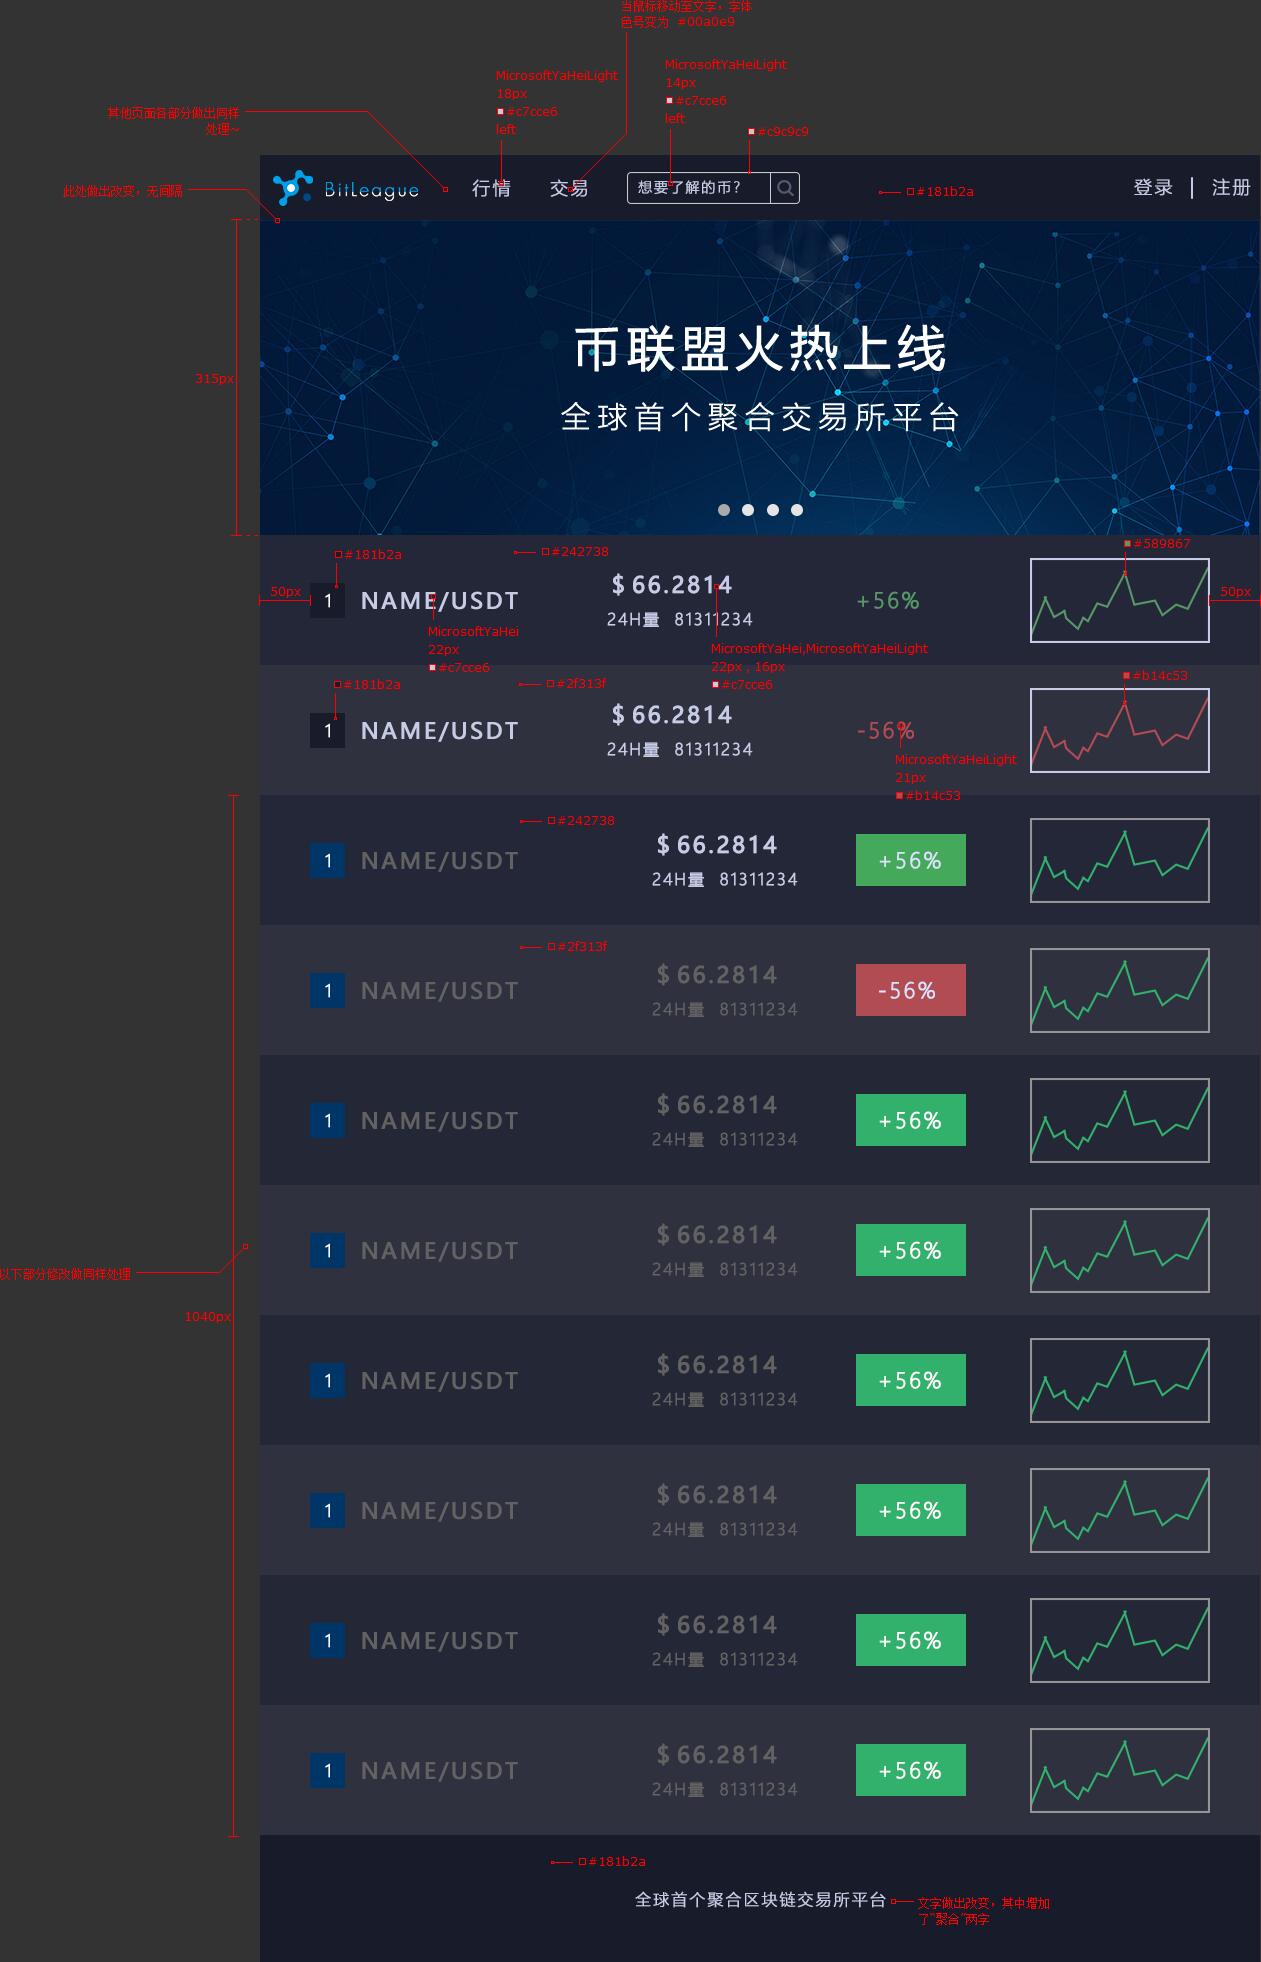 当鼠标移动至文字，字体
色号变为 #00a0e9
MicrosoftYaHeiLight
18px
#c7cce6
left
MicrosoftYaHeiLight
14px
#c7cce6
left
#c9c9c9
其他页面各部分做出同样
处理~
此处做出改变，无间隔
BitLeague
行情
交易
想要了解的币?
#181b2a
登录 | 注册
315px
币联盟火热上线
全球首个聚合交易所平台
#181b2a
#242738
#589867
50px
1
NAME/USDT
$ 66.2814
24H量 81311234
+56%
50px
MicrosoftYaHei
22px
#c7cce6
MicrosoftYaHei,MicrosoftYaHeiLight
22px , 16px
#c7cce6
#181b2a
#2f313f
#b14c53
1
NAME/USDT
$ 66.2814
24H量 81311234
-56%
MicrosoftYaHeiLight
21px
#b14c53
#242738
1
NAME/USDT
$ 66.2814
24H量 81311234
+56%
#2f313f
1
NAME/USDT
$ 66.2814
24H量 81311234
-56%
1
NAME/USDT
$ 66.2814
24H量 81311234
+56%
1
NAME/USDT
$ 66.2814
24H量 81311234
+56%
以下部分修改做同样处理
1040px
1
NAME/USDT
$ 66.2814
24H量 81311234
+56%
1
NAME/USDT
$ 66.2814
24H量 81311234
+56%
1
NAME/USDT
$ 66.2814
24H量 81311234
+56%
1
NAME/USDT
$ 66.2814
24H量 81311234
+56%
#181b2a
全球首个聚合区块链交易所平台
文字做出改变，其中增加
了“聚合”两字